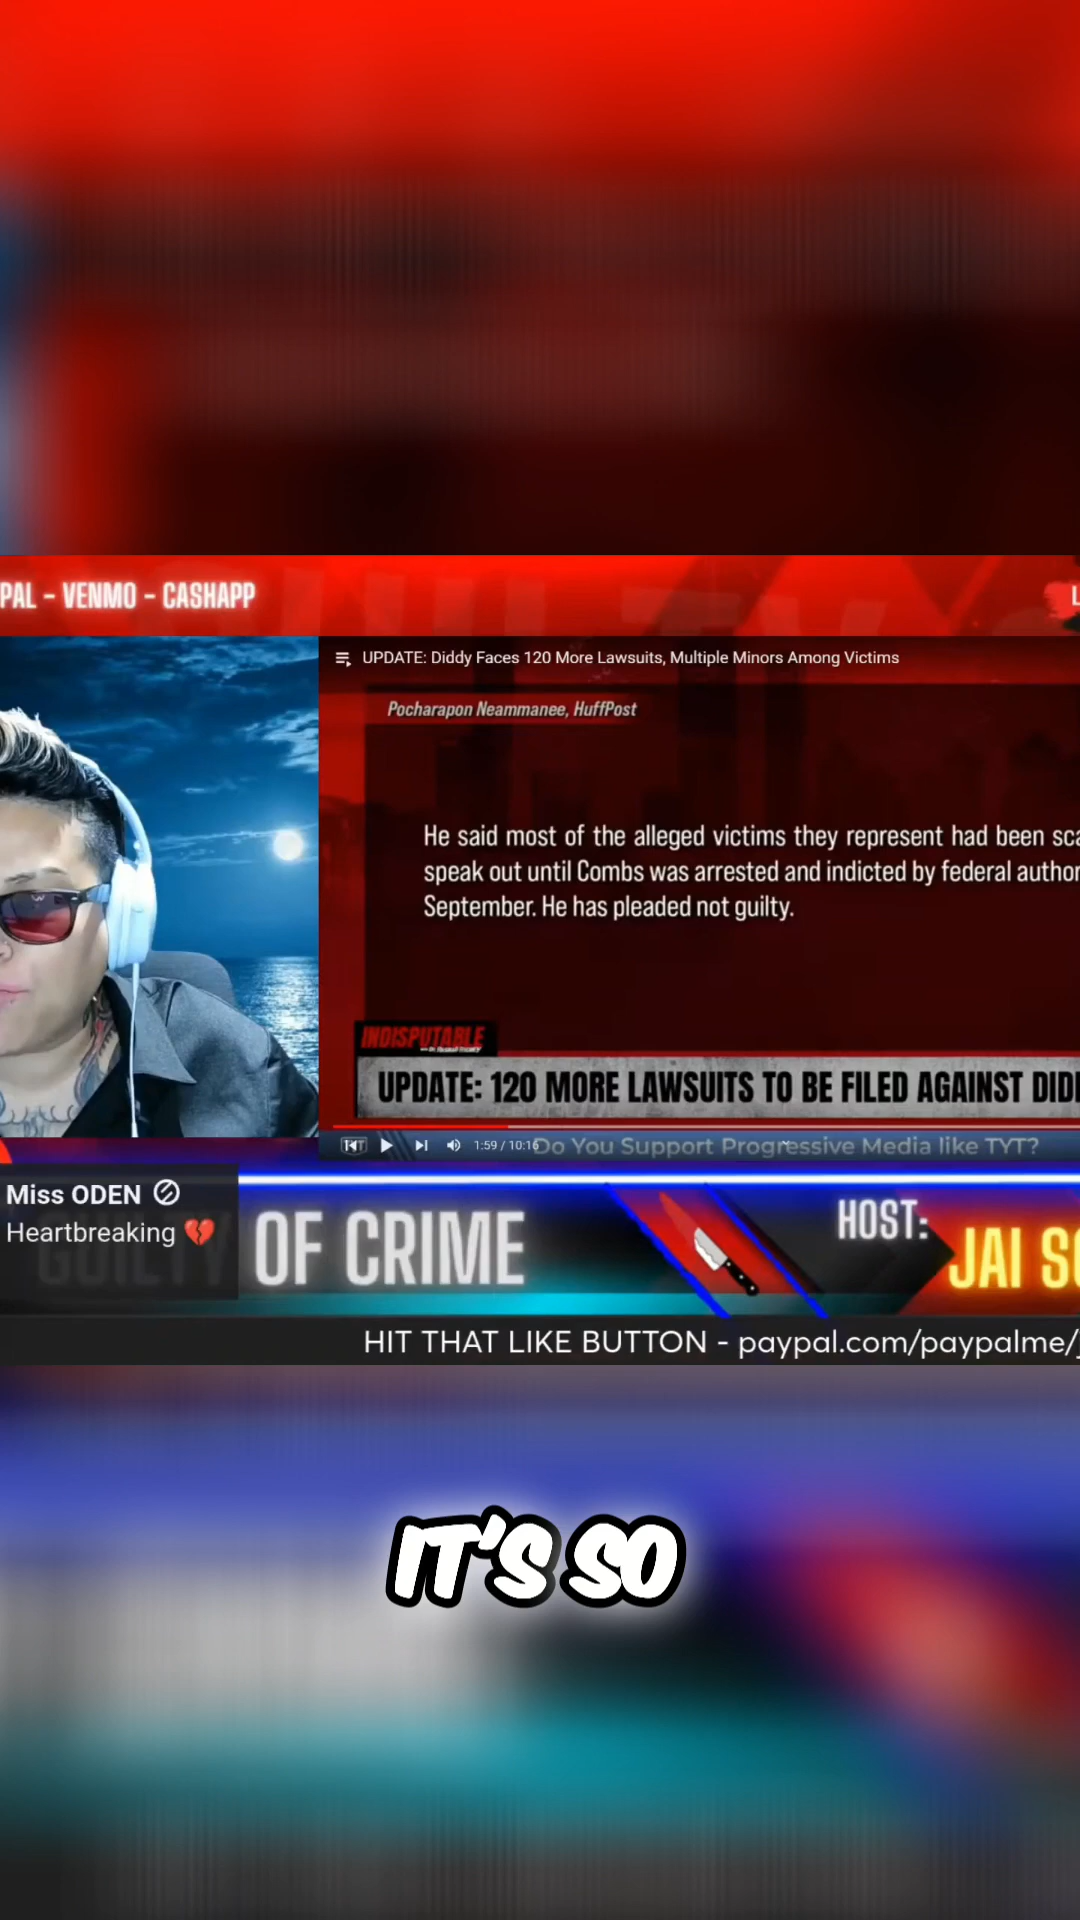 PAL - VENMO - CASHAPP
UPDATE: Diddy Faces 120 More Lawsuits, Multiple Minors Among Victims
Pocharapon Neammanee, HuffPost
He said most of the alleged victims they represent had been sca
speak out until Combs was arrested and indicted by federal author
September. He has pleaded not guilty.
INDISPUTABLE
UPDATE: 120 MORE LAWSUITS TO BE FILED AGAINST DIDD
1:59 / 10:16
Do You Support Progressive Media like TYT?
Miss ODEN
Heartbreaking 💔
GUILTY OF CRIME
HOST:
JAI SO
HIT THAT LIKE BUTTON - paypal.com/paypalme/j
IT'S SO